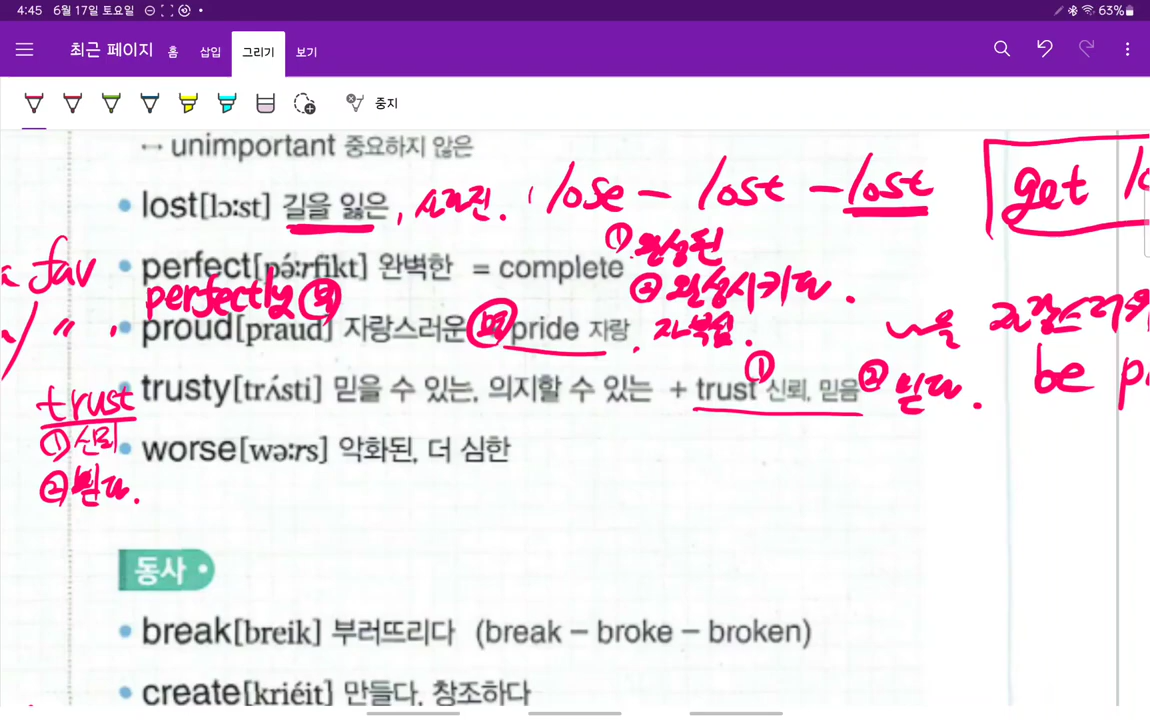 4:45 6월 17일 토요일 63%
최근 페이지 홈 삽입 그리기 보기
중지
↔ unimportant 중요하지 않은
lost[lɔːst] 길을 잃은, 사라진. lose – lost – lost get
perfect[pə́ːrfikt] 완벽한 = complete ①완성된
②완성시키다.
a fav
perfectly
proud[praud] 자랑스러운 pride 자랑. 자부심. ~을 자랑스러워
be p
trusty[trʌ́sti] 믿을 수 있는, 의지할 수 있는 + trust ① 신뢰, 믿음 ② 믿다.
trust
①신뢰
②믿다.
worse[wəːrs] 악화된, 더 심한
동사
break[breik] 부러뜨리다 (break – broke – broken)
create[kriéit] 만들다, 창조하다